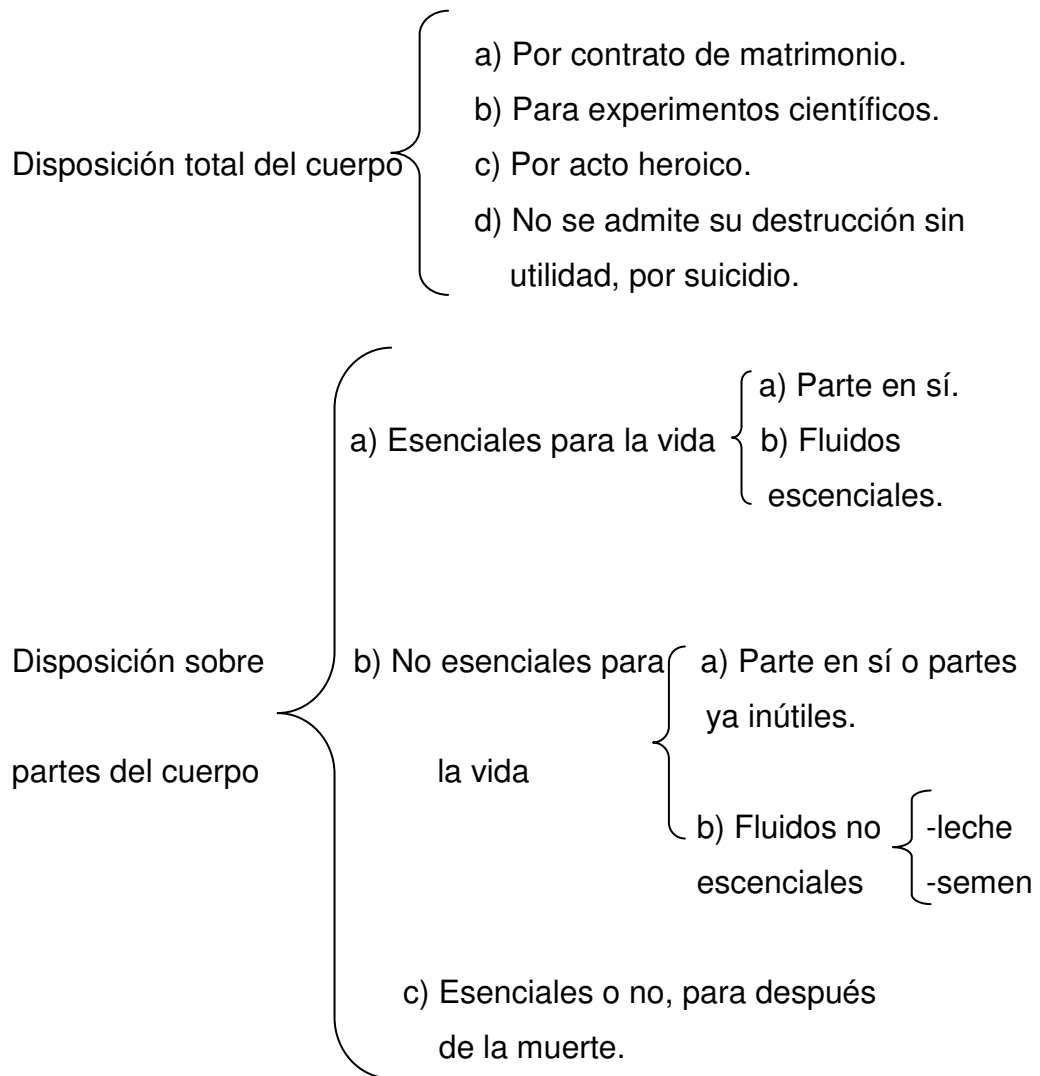 a) Por contrato de matrimonio.
b) Para experimentos científicos.
Disposición total del cuerpo
c) Por acto heroico.
d) No se admite su destrucción sin
utilidad, por suicidio.
a) Esenciales para la vida
a) Parte en sí.
b) Fluidos
escenciales.
Disposición sobre
partes del cuerpo
b) No esenciales para
la vida
a) Parte en sí o partes
ya inútiles.
b) Fluidos no
escenciales
-leche
-semen
c) Esenciales o no, para después
de la muerte.